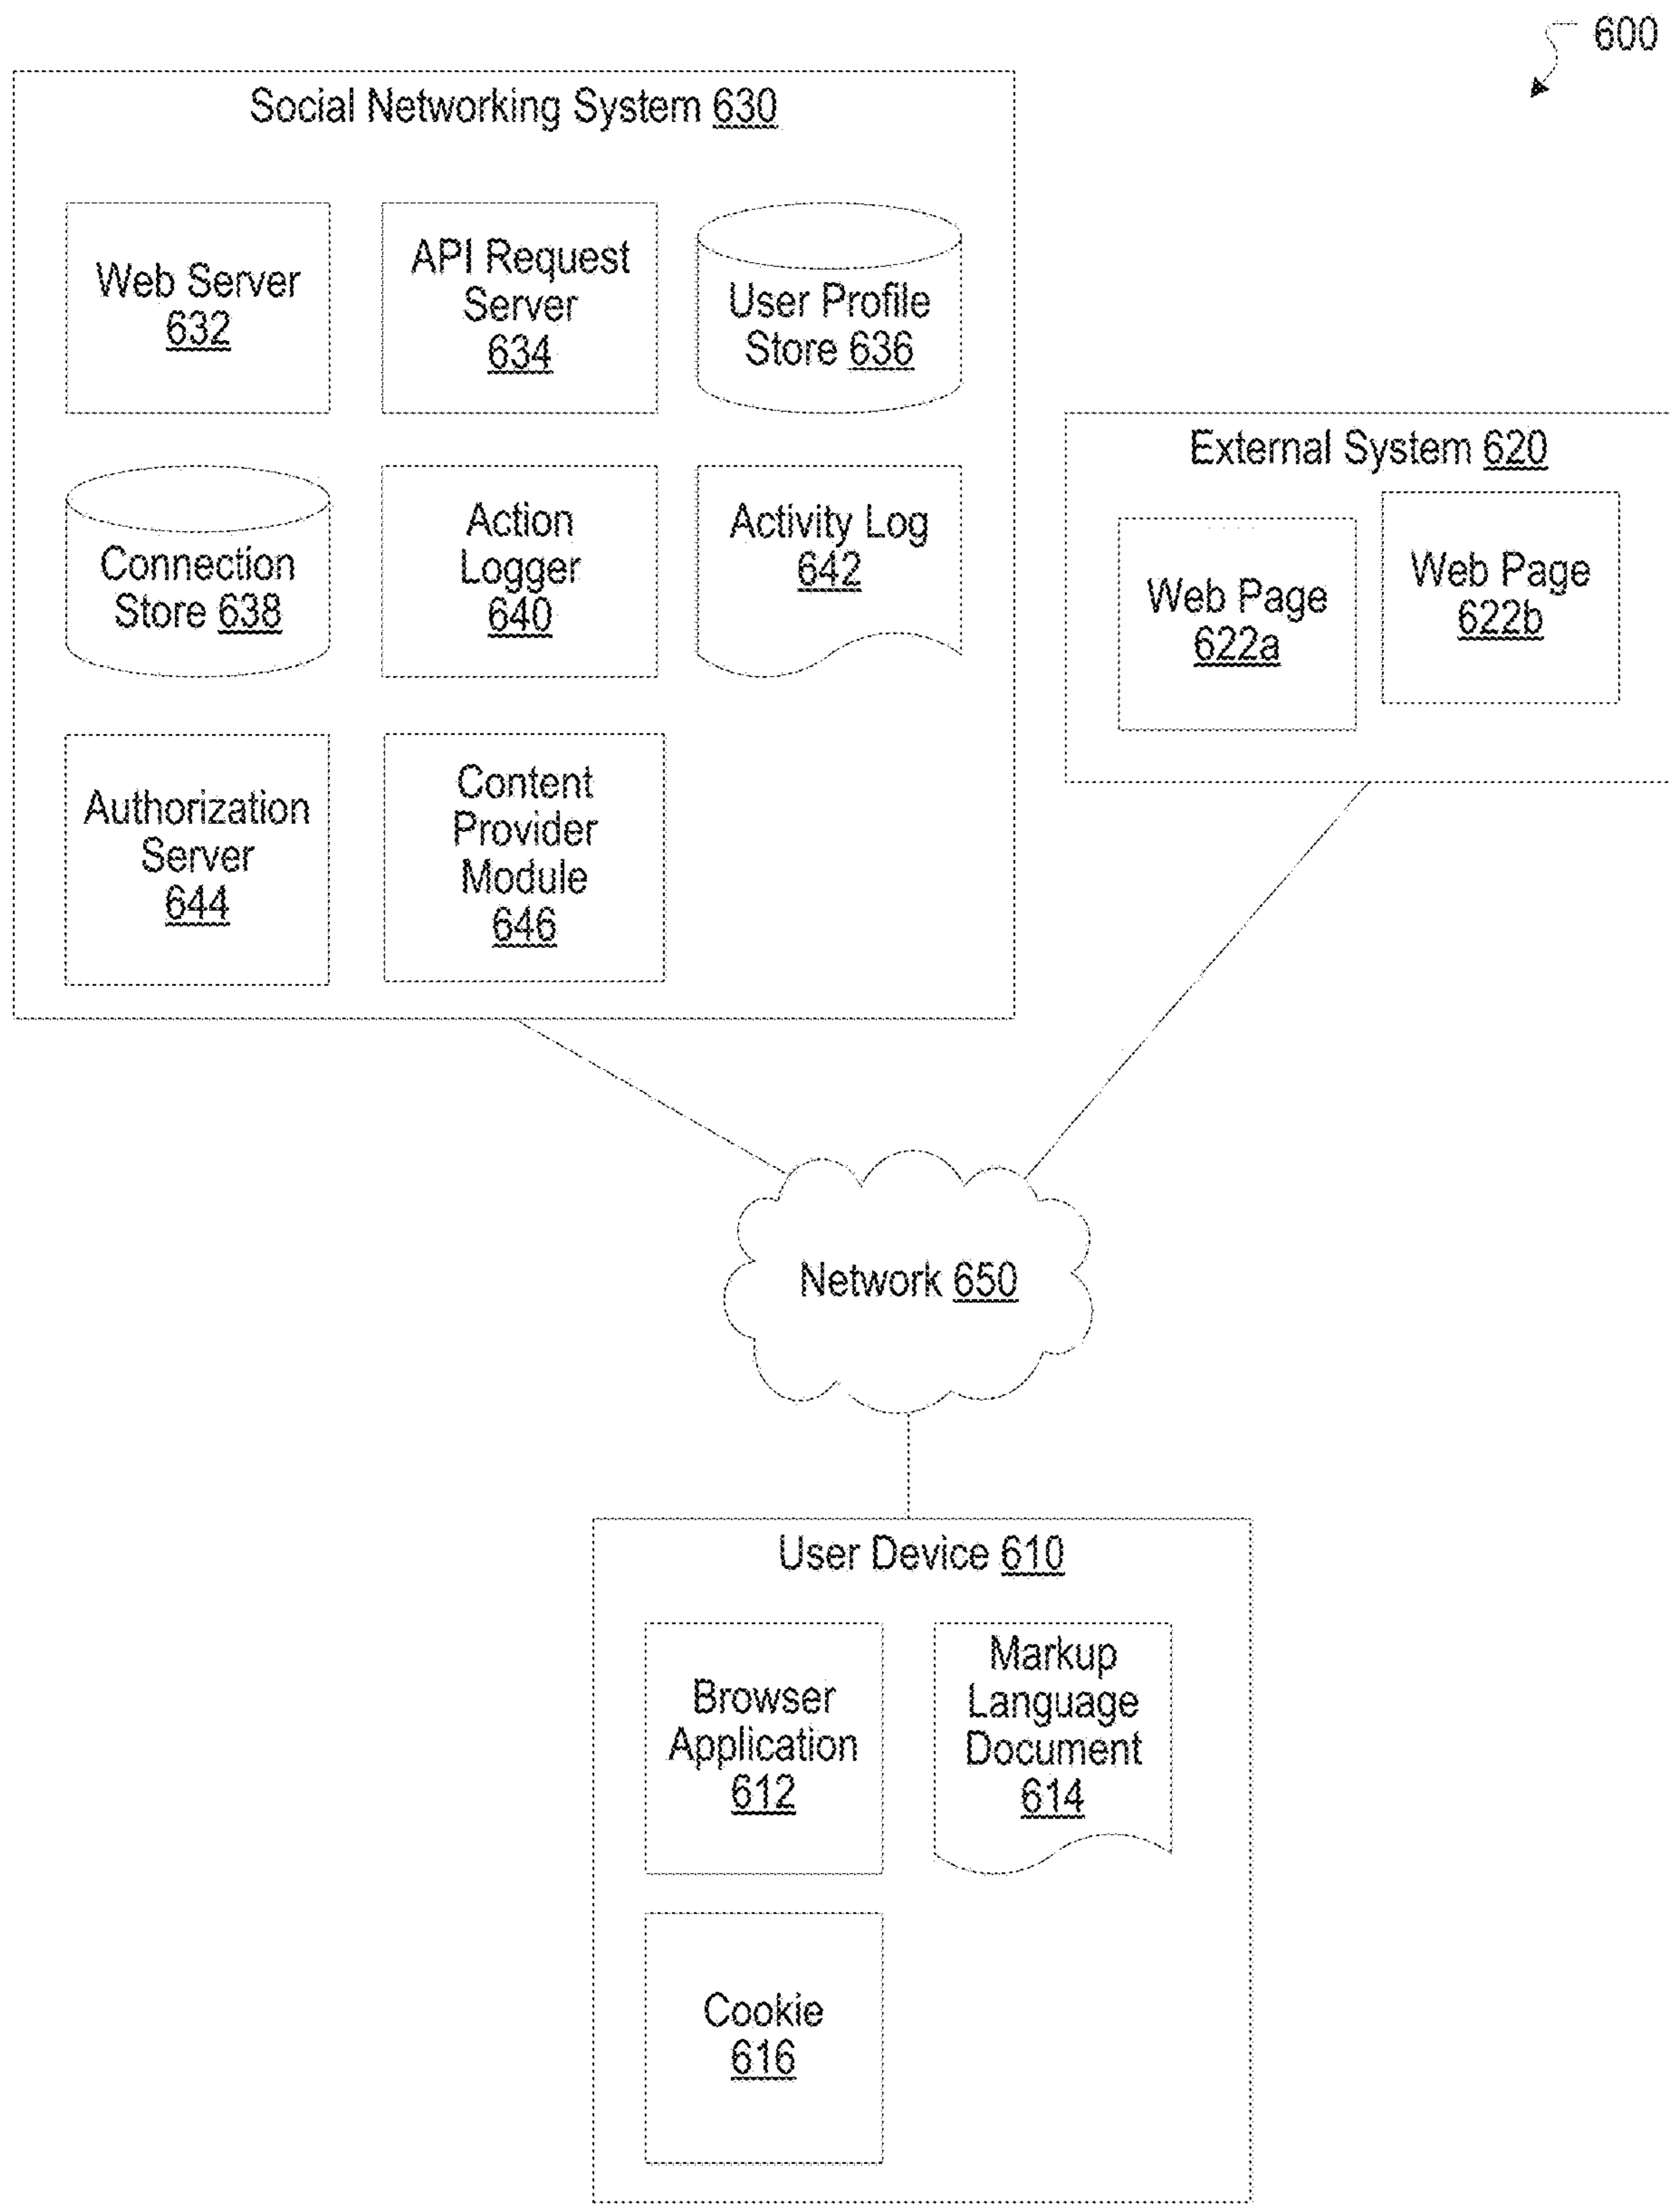 600
Social Networking System 630
Web Server
632
API Request
Server
634
User Profile
Store 636
Connection
Store 638
Action
Logger
640
Activity Log
642
Authorization
Server
644
Content
Provider
Module
646
External System 620
Web Page
622a
Web Page
622b
Network 650
User Device 610
Browser
Application
612
Markup
Language
Document
614
Cookie
616